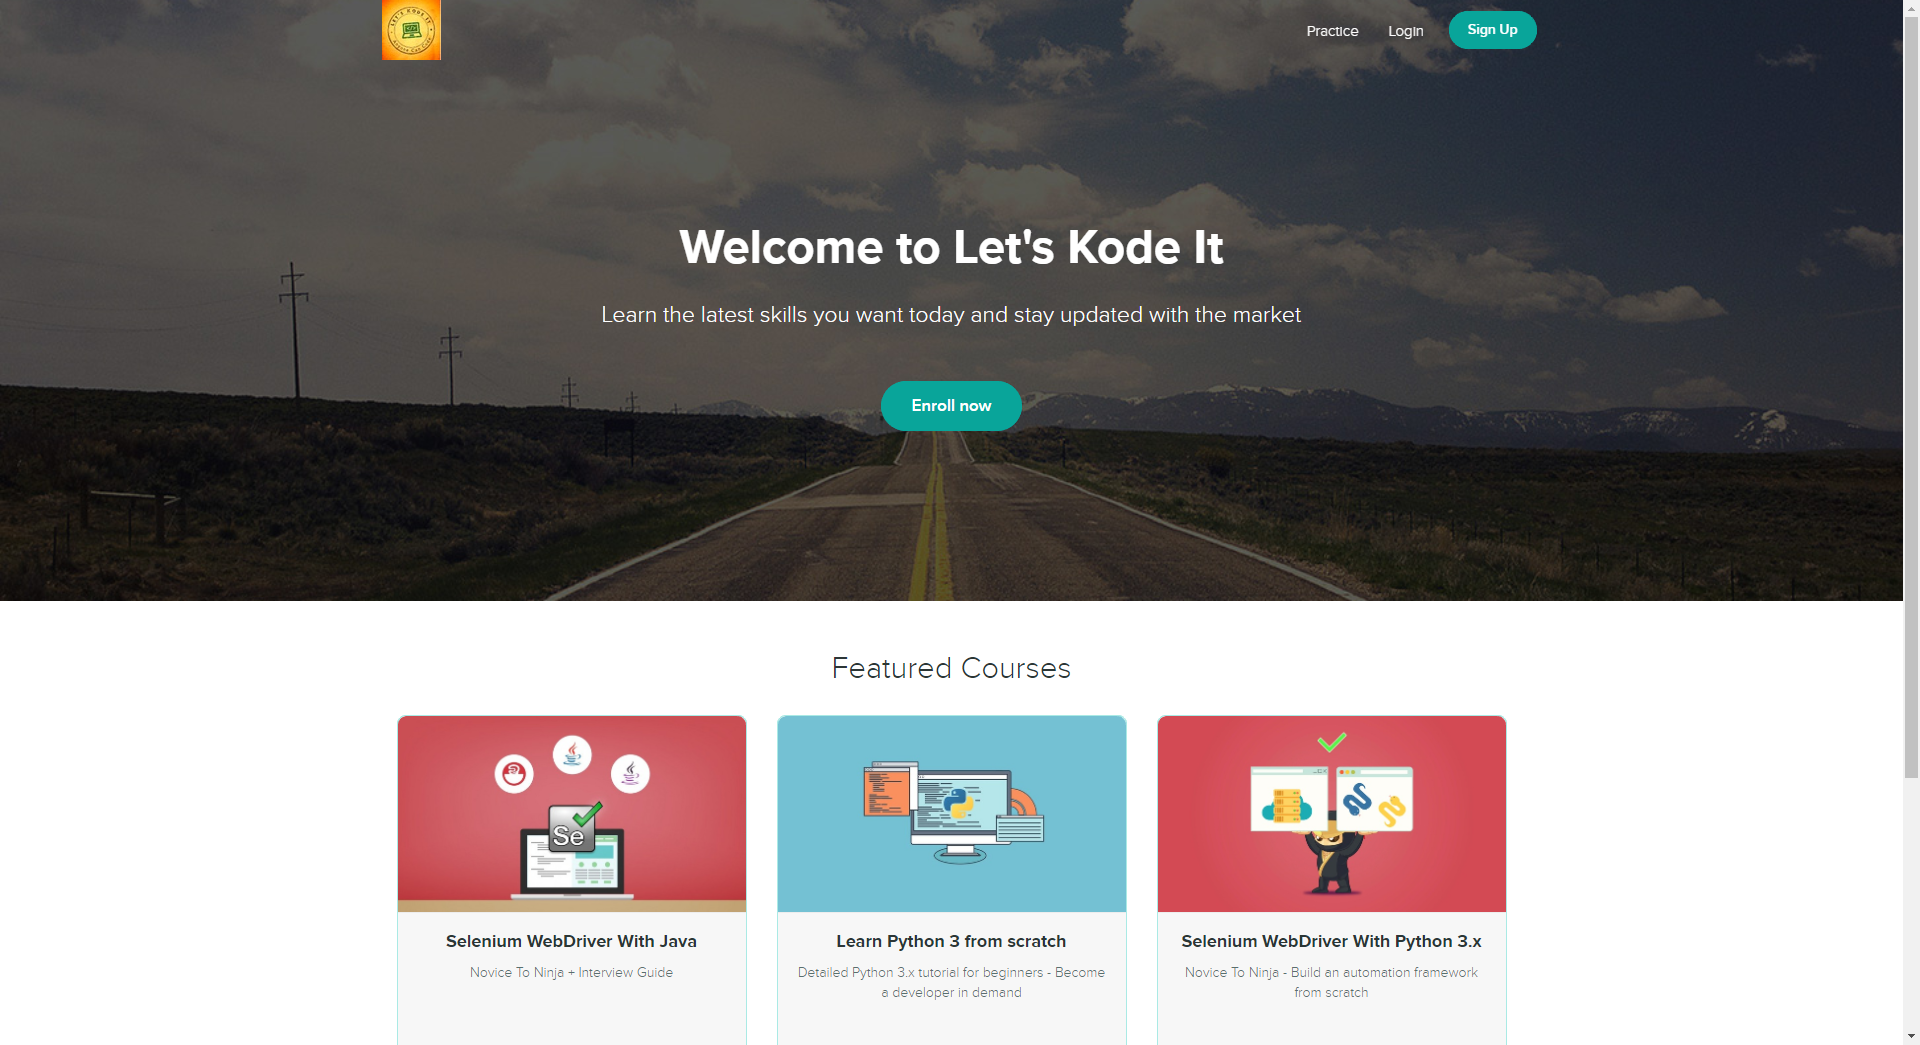 LET'S KODE IT
Practice
Login
Sign Up
Welcome to Let's Kode It
Learn the latest skills you want today and stay updated with the market
Enroll now
Featured Courses
Se
Selenium WebDriver With Java
Novice To Ninja + Interview Guide
Learn Python 3 from scratch
Detailed Python 3.x tutorial for beginners - Become
a developer in demand
Selenium WebDriver With Python 3.x
Novice To Ninja - Build an automation framework
from scratch